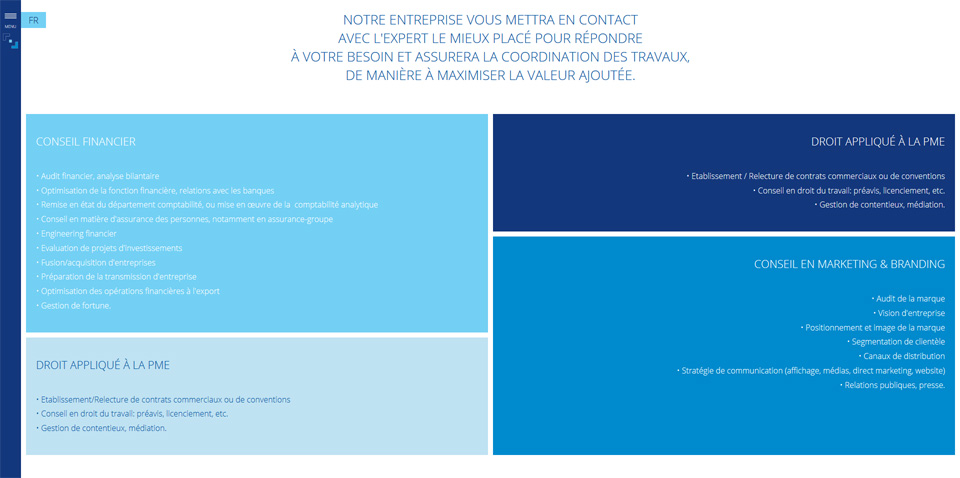 MENU
FR
NOTRE ENTREPRISE VOUS METTRA EN CONTACT
AVEC L'EXPERT LE MIEUX PLACÉ POUR RÉPONDRE
À VOTRE BESOIN ET ASSURERA LA COORDINATION DES TRAVAUX,
DE MANIÈRE À MAXIMISER LA VALEUR AJOUTÉE.
CONSEIL FINANCIER
• Audit financier, analyse bilantaire
• Optimisation de la fonction financière, relations avec les banques
• Remise en état du département comptabilité, ou mise en œuvre de la comptabilité analytique
• Conseil en matière d'assurance des personnes, notamment en assurance-groupe
• Engineering financier
• Evaluation de projets d'investissements
• Fusion/acquisition d'entreprises
• Préparation de la transmission d'entreprise
• Optimisation des opérations financières à l'export
• Gestion de fortune.
DROIT APPLIQUÉ À LA PME
• Etablissement/Relecture de contrats commerciaux ou de conventions
• Conseil en droit du travail: préavis, licenciement, etc.
• Gestion de contentieux, médiation.
DROIT APPLIQUÉ À LA PME
• Etablissement / Relecture de contrats commerciaux ou de conventions
• Conseil en droit du travail: préavis, licenciement, etc.
• Gestion de contentieux, médiation.
CONSEIL EN MARKETING & BRANDING
• Audit de la marque
• Vision d'entreprise
• Positionnement et image de la marque
• Segmentation de clientèle
• Canaux de distribution
• Stratégie de communication (affichage, médias, direct marketing, website)
• Relations publiques, presse.